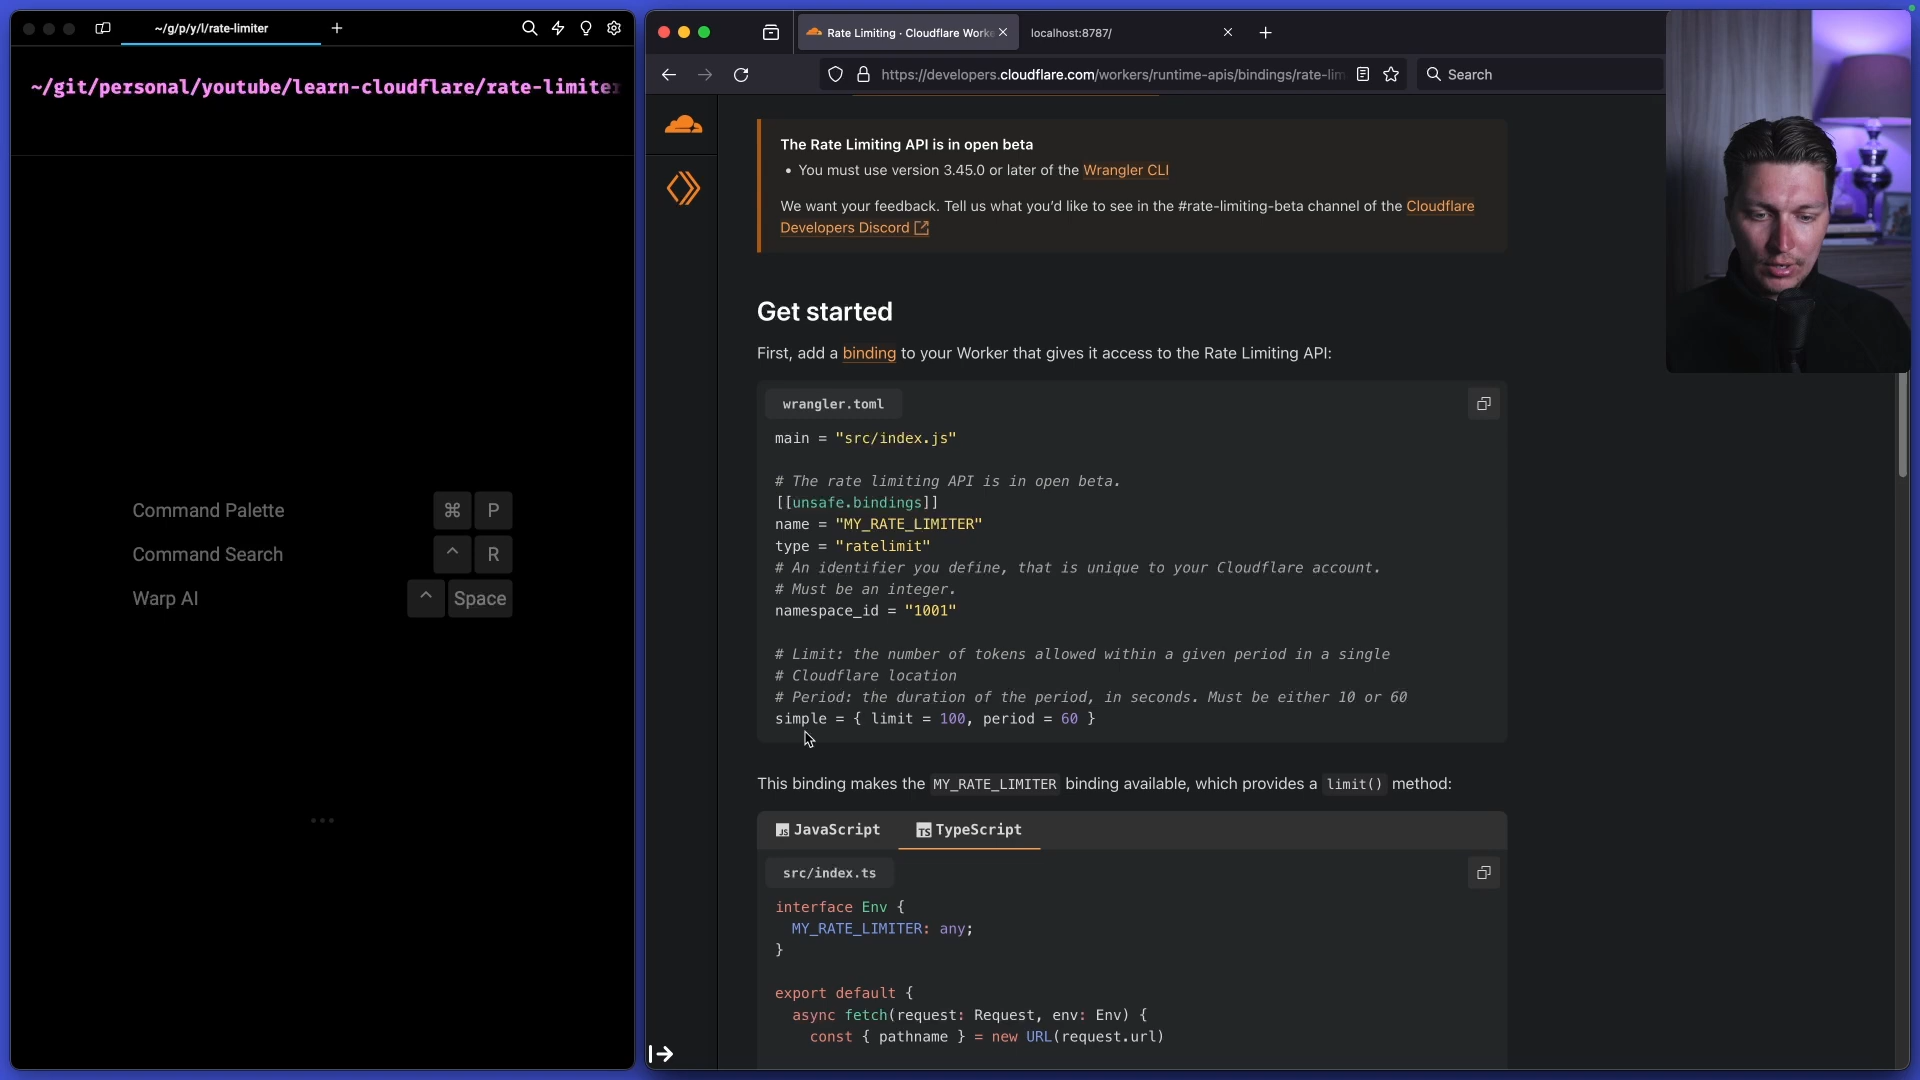 ~/g/p/y/l/rate-limiter
~/git/personal/youtube/learn-cloudflare/rate-limiter
Command Palette ⌘ P
Command Search ^ R
Warp AI ^ Space
Rate Limiting · Cloudflare Worke
localhost:8787/
https://developers.cloudflare.com/workers/runtime-apis/bindings/rate-lim
Search
The Rate Limiting API is in open beta
• You must use version 3.45.0 or later of the Wrangler CLI
We want your feedback. Tell us what you'd like to see in the #rate-limiting-beta channel of the Cloudflare
Developers Discord
Get started
First, add a binding to your Worker that gives it access to the Rate Limiting API:
wrangler.toml
main = "src/index.js"
# The rate limiting API is in open beta.
[[unsafe.bindings]]
name = "MY_RATE_LIMITER"
type = "ratelimit"
# An identifier you define, that is unique to your Cloudflare account.
# Must be an integer.
namespace_id = "1001"
# Limit: the number of tokens allowed within a given period in a single
# Cloudflare location
# Period: the duration of the period, in seconds. Must be either 10 or 60
simple = { limit = 100, period = 60 }
This binding makes the MY_RATE_LIMITER binding available, which provides a limit() method:
JS JavaScript
TS TypeScript
src/index.ts
interface Env {
MY_RATE_LIMITER: any;
}
export default {
async fetch(request: Request, env: Env) {
const { pathname } = new URL(request.url)